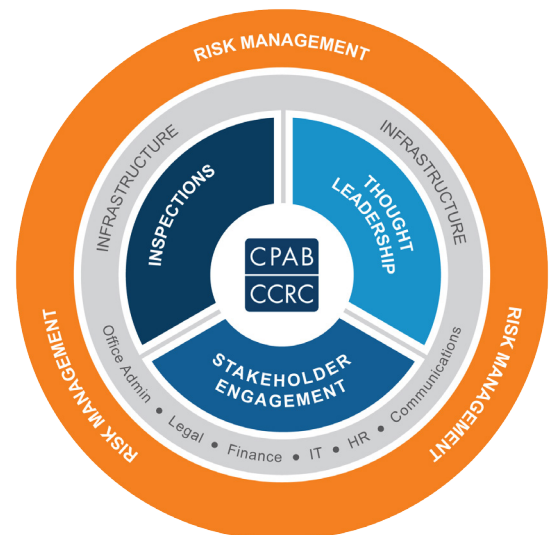 RISK MANAGEMENT
INFRASTRUCTURE
INFRASTRUCTURE
INSPECTIONS
THOUGHT
LEADERSHIP
CPAB
CCRC
STAKEHOLDER
ENGAGEMENT
Office Admin • Legal • Finance • IT • HR • Communications
RISK MANAGEMENT
RISK MANAGEMENT